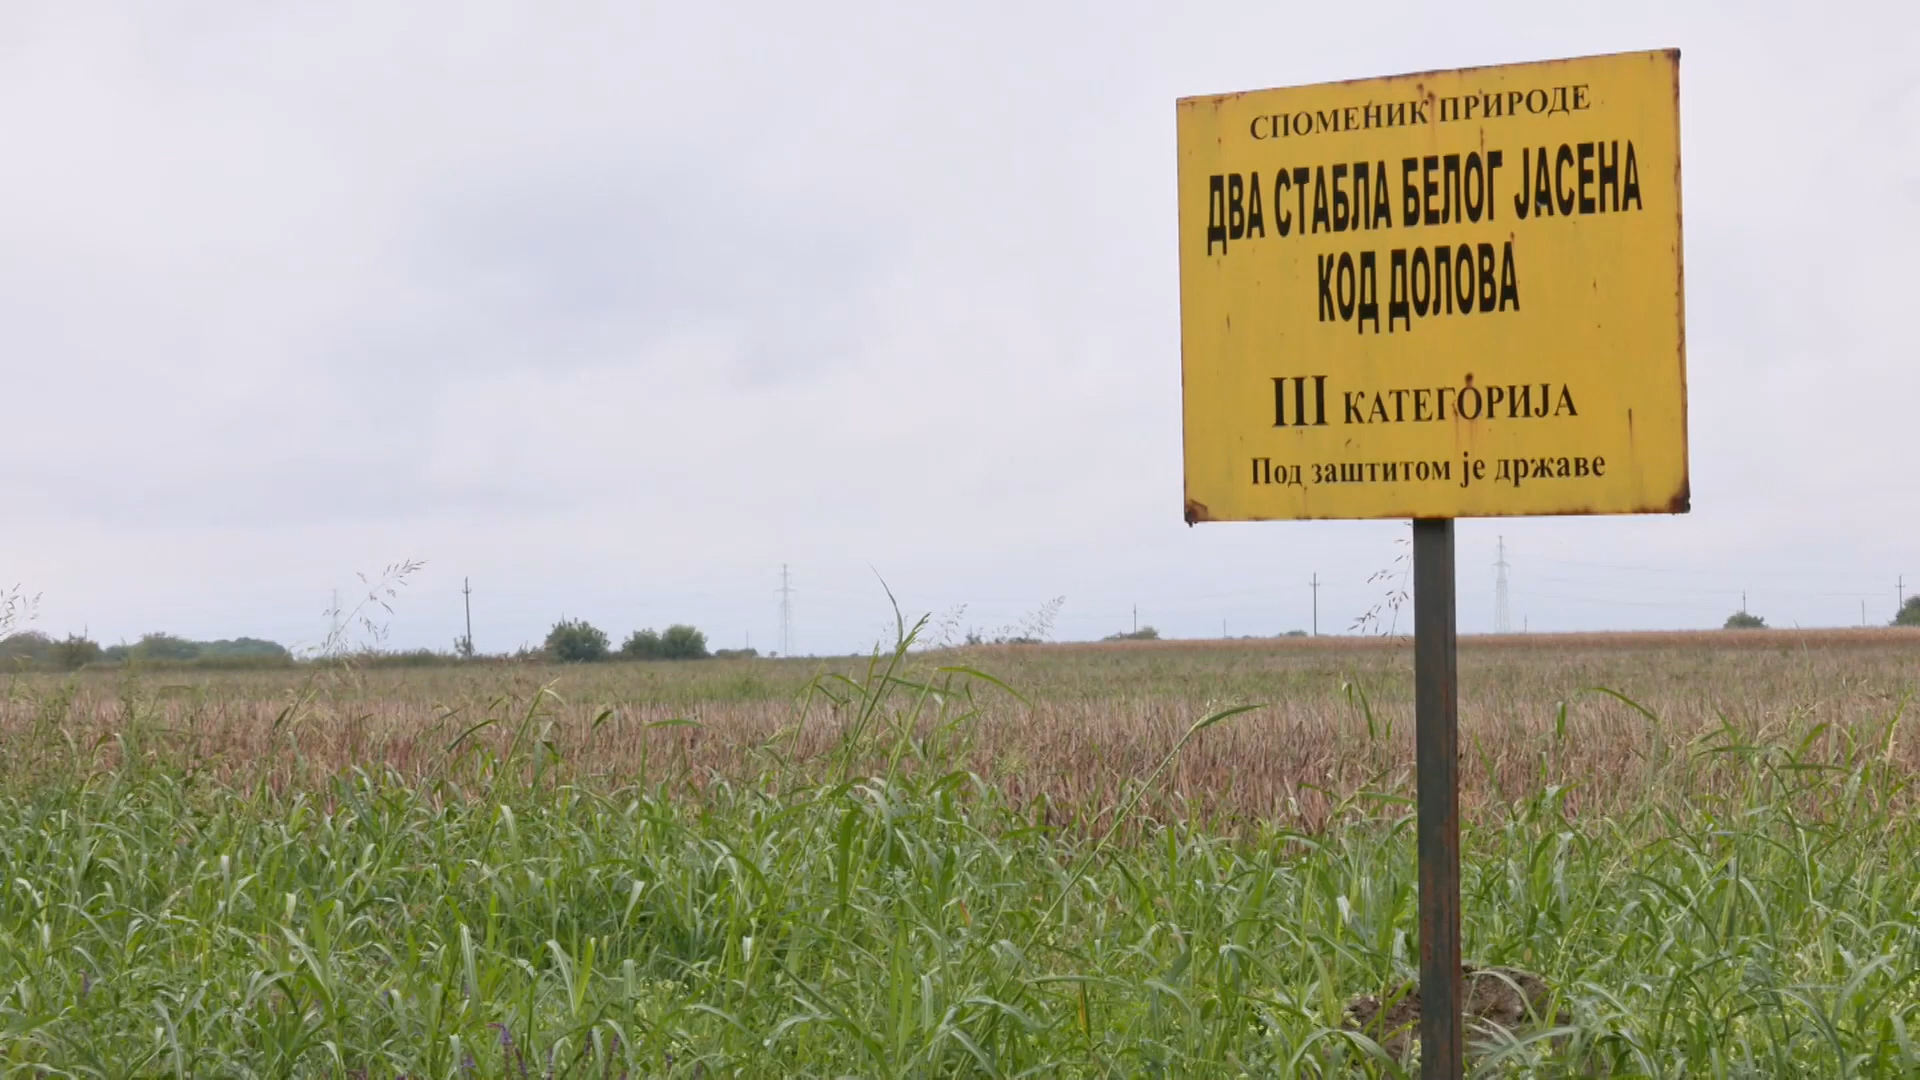 СПОМЕНИК ПРИРОДЕ
ДВА СТАБЛА БЕЛОГ ЈАСЕНА
КОД ДОЛОВА
III КАТЕГОРИЈА
Под заштитом је државе